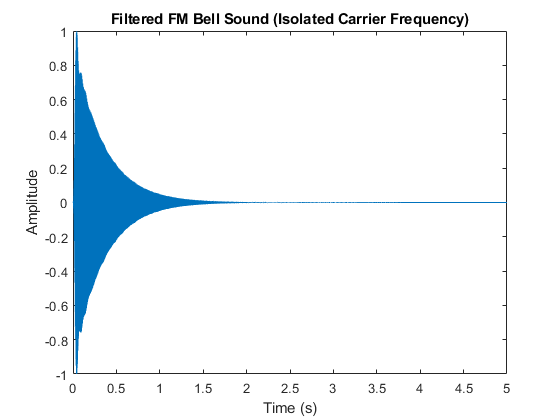 Filtered FM Bell Sound (Isolated Carrier Frequency)
1
0.8
0.6
0.4
0.2
0
-0.2
-0.4
-0.6
-0.8
-1
Amplitude
0 0.5 1 1.5 2 2.5 3 3.5 4 4.5 5
Time (s)